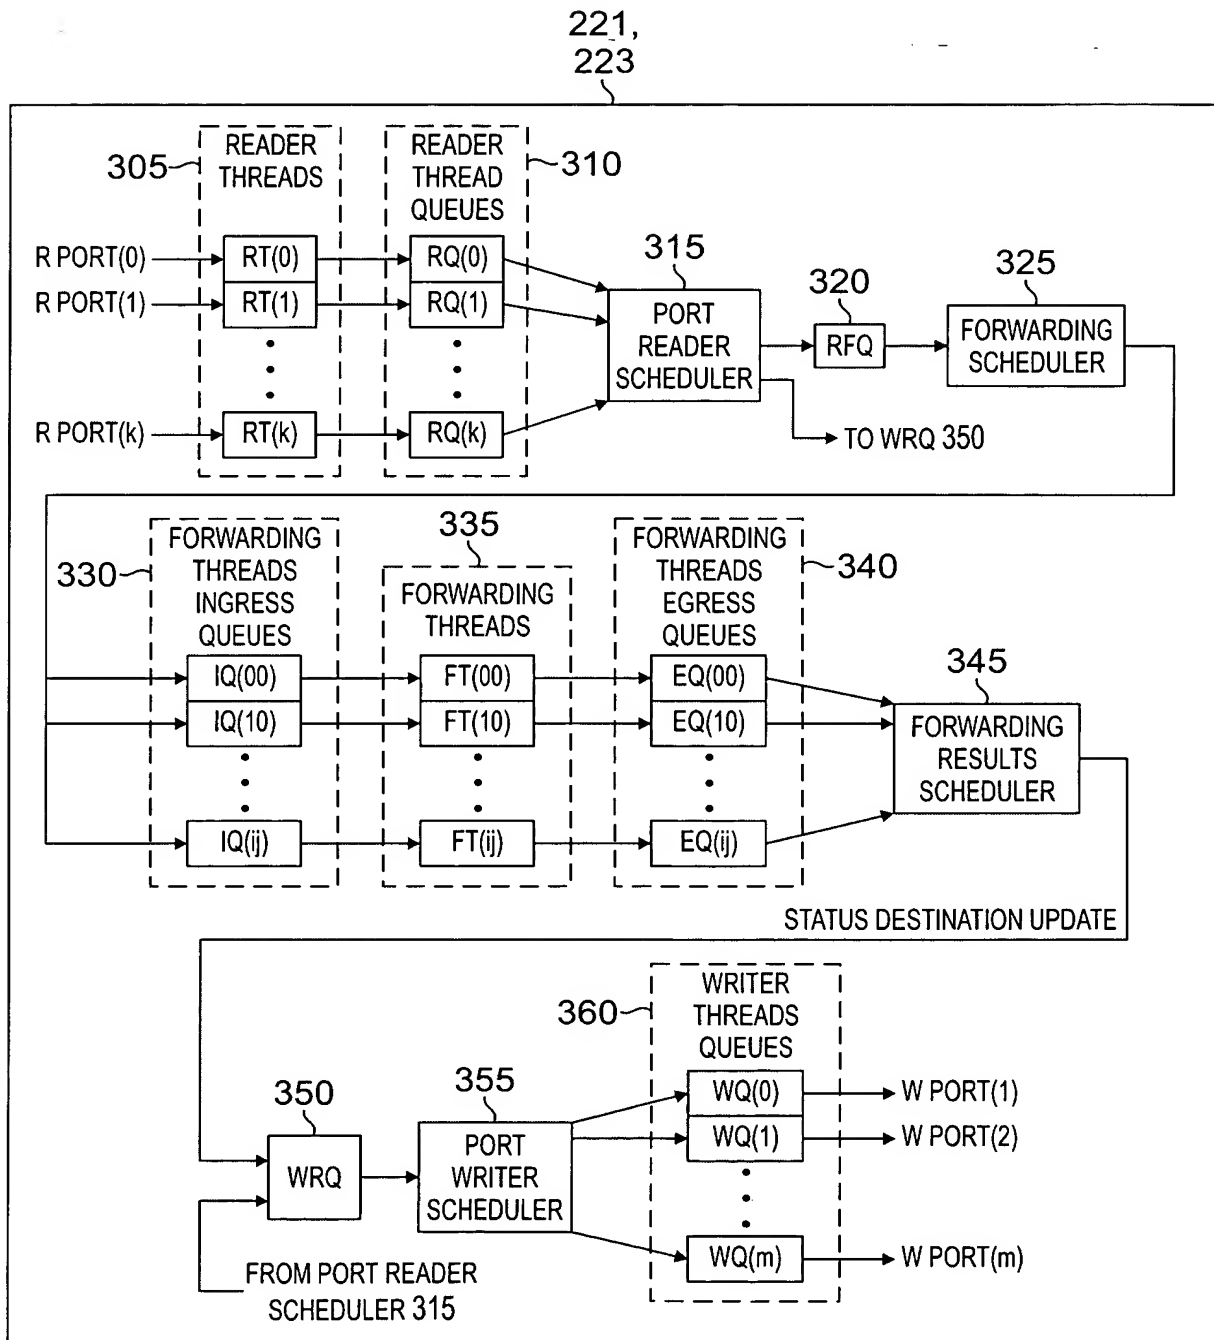 221,
223
305
READER
THREADS
READER
THREAD
QUEUES
310
R PORT(0)
RT(0)
RQ(0)
R PORT(1)
RT(1)
RQ(1)
R PORT(k)
RT(k)
RQ(k)
315
PORT
READER
SCHEDULER
320
RFQ
325
FORWARDING
SCHEDULER
TO WRQ 350
330
FORWARDING
THREADS
INGRESS
QUEUES
335
FORWARDING
THREADS
FORWARDING
THREADS
EGRESS
QUEUES
340
IQ(00)
FT(00)
EQ(00)
IQ(10)
FT(10)
EQ(10)
IQ(ij)
FT(ij)
EQ(ij)
345
FORWARDING
RESULTS
SCHEDULER
STATUS DESTINATION UPDATE
360
WRITER
THREADS
QUEUES
350
WRQ
355
PORT
WRITER
SCHEDULER
WQ(0)
W PORT(1)
WQ(1)
W PORT(2)
WQ(m)
W PORT(m)
FROM PORT READER
SCHEDULER 315